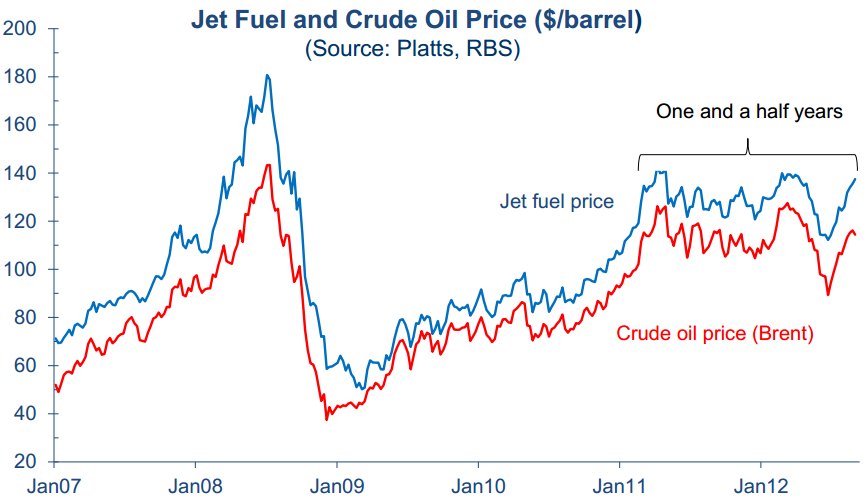 Jet Fuel and Crude Oil Price ($/barrel)
(Source: Platts, RBS)
200
180
160
140
120
100
80
60
40
20
One and a half years
Jet fuel price
Crude oil price (Brent)
Jan07
Jan08
Jan09
Jan10
Jan11
Jan12